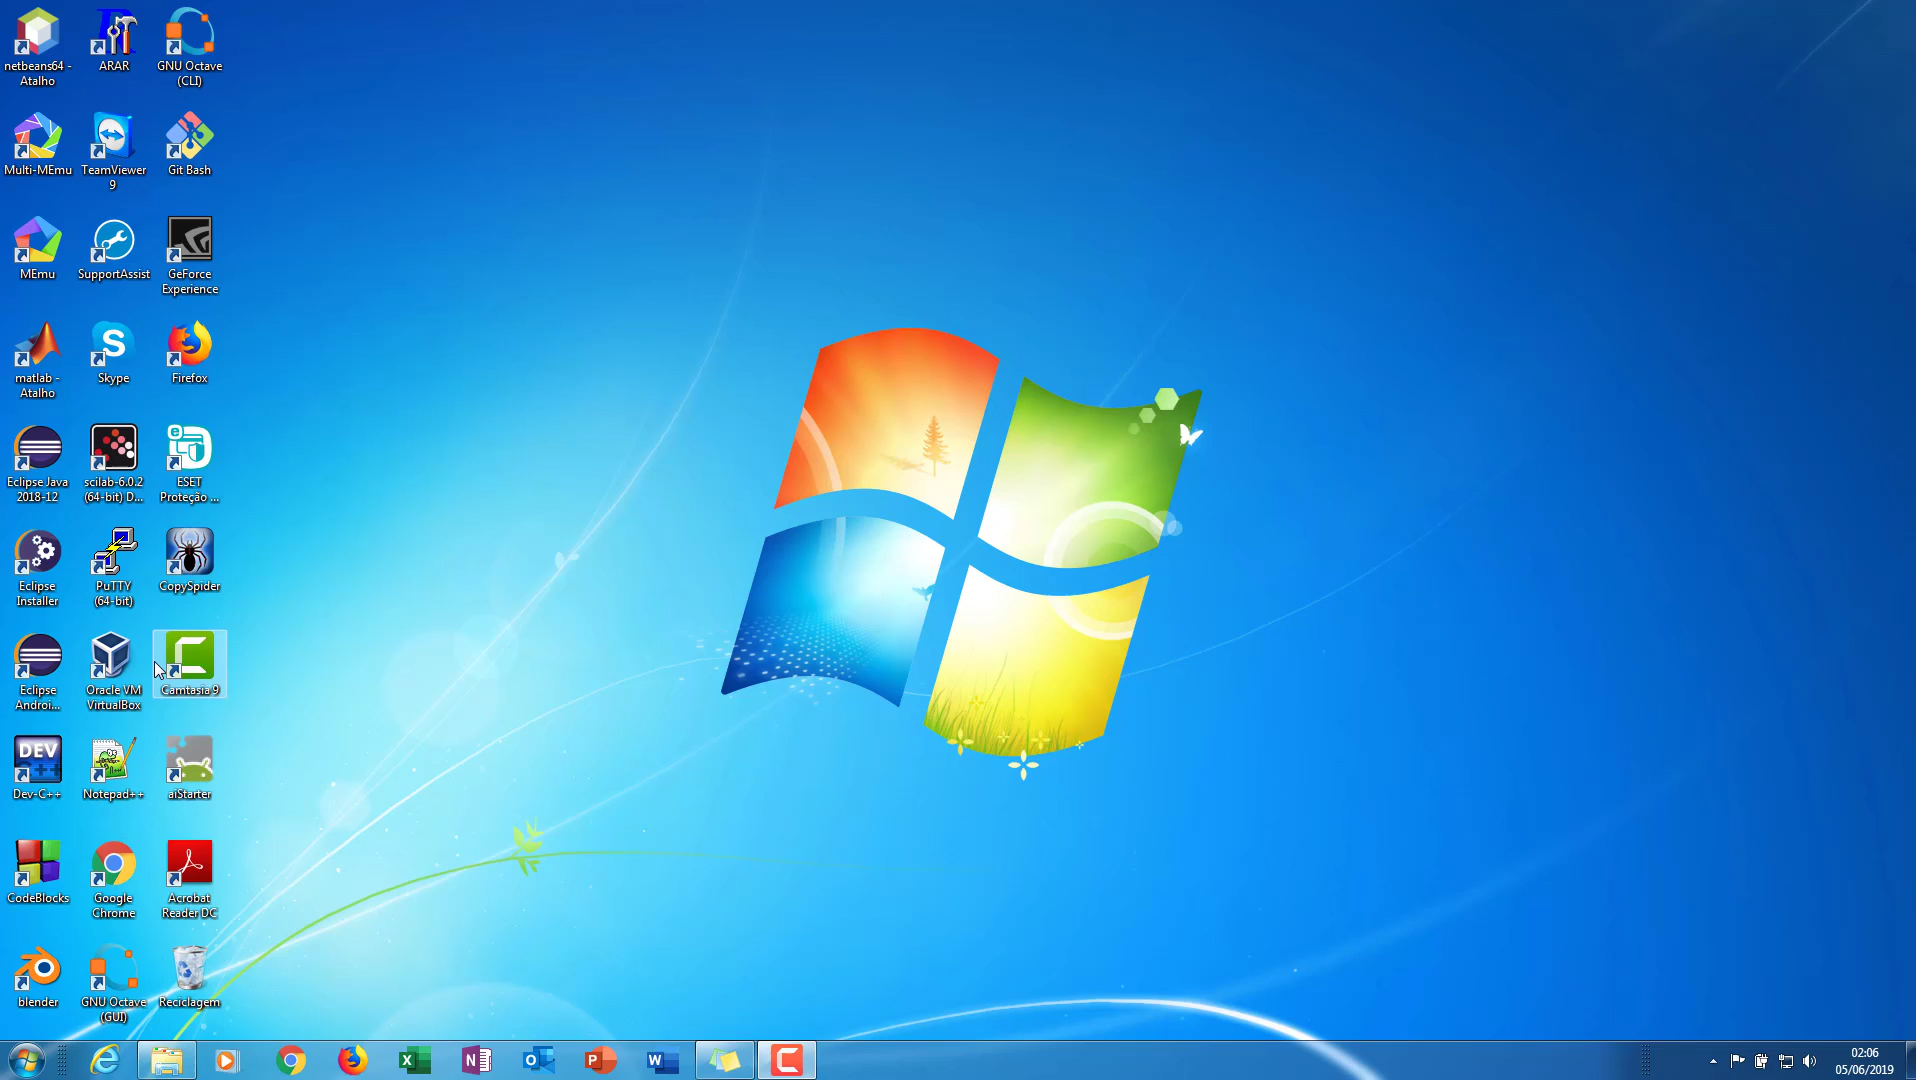 netbeans64 -
Atalho
ARAR
GNU Octave
(CLI)
Multi-MEmu
TeamViewer
9
Git Bash
MEmu
SupportAssist
GeForce
Experience
matlab -
Atalho
Skype
Firefox
Eclipse Java
2018-12
scilab-6.0.2
(64-bit) D...
ESET
Proteção ...
Eclipse
Installer
PuTTY
(64-bit)
CopySpider
Eclipse
Androi...
Oracle VM
VirtualBox
Camtasia 9
DEV
C++
Dev-C++
Notepad++
aiStarter
CodeBlocks
Google
Chrome
Acrobat
Reader DC
blender
GNU Octave
(GUI)
Reciclagem
02:06
05/06/2019